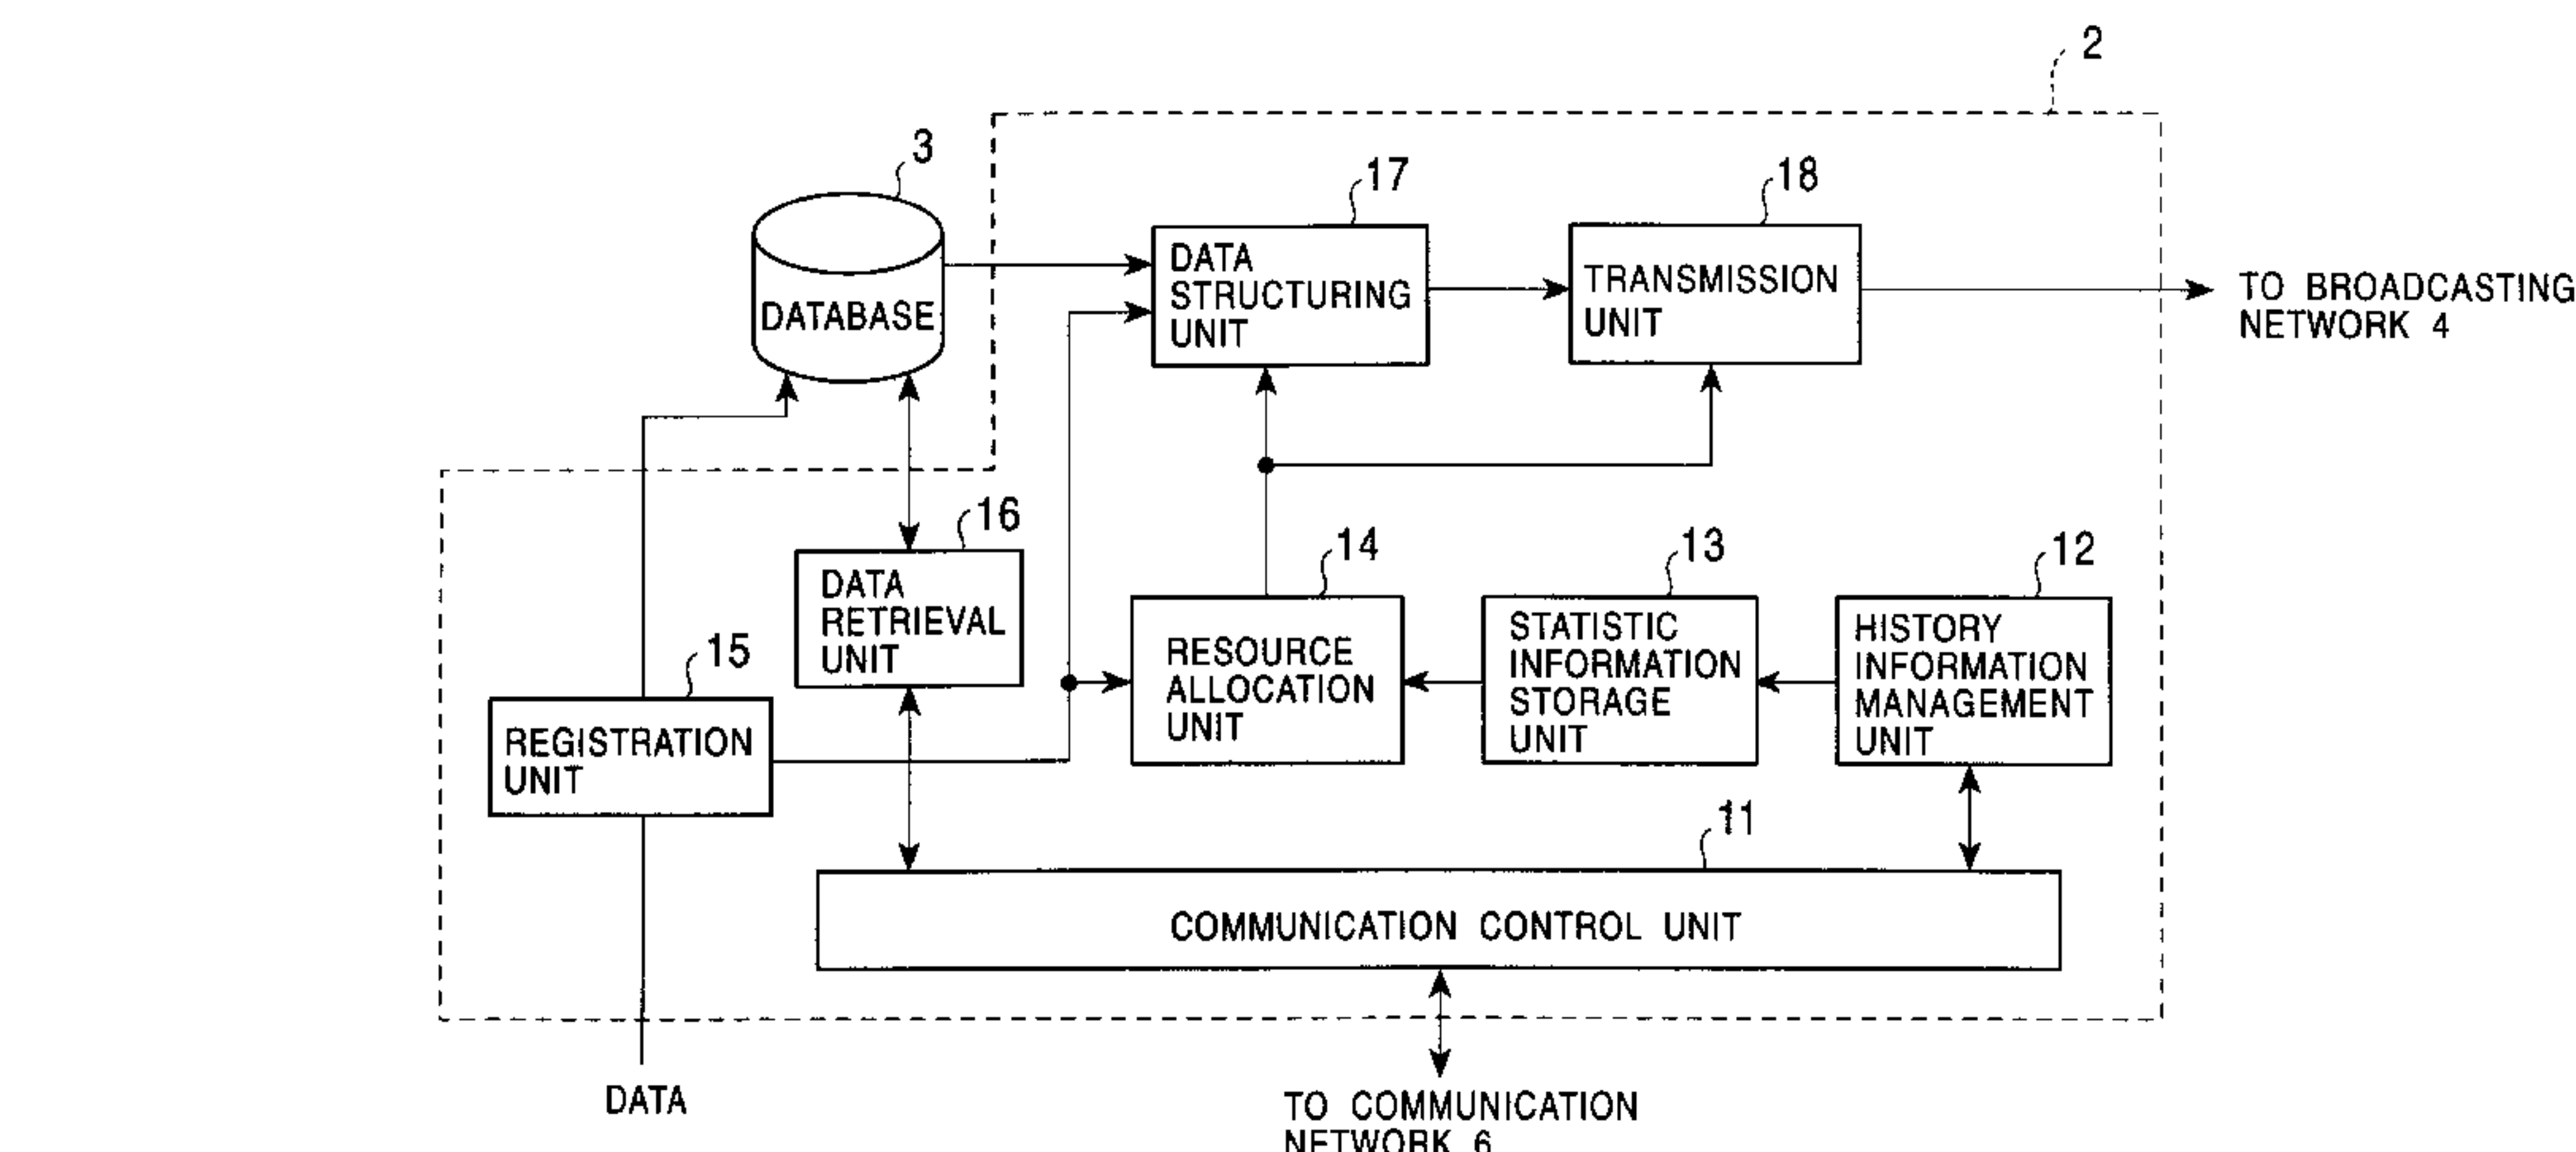 2
3
17
18
DATABASE
DATA
STRUCTURING
UNIT
TRANSMISSION
UNIT
TO BROADCASTING
NETWORK 4
16
14
13
12
DATA
RETRIEVAL
UNIT
15
REGISTRATION
UNIT
RESOURCE
ALLOCATION
UNIT
STATISTIC
INFORMATION
STORAGE
UNIT
HISTORY
INFORMATION
MANAGEMENT
UNIT
11
COMMUNICATION CONTROL UNIT
DATA
TO COMMUNICATION
NETWORK 6